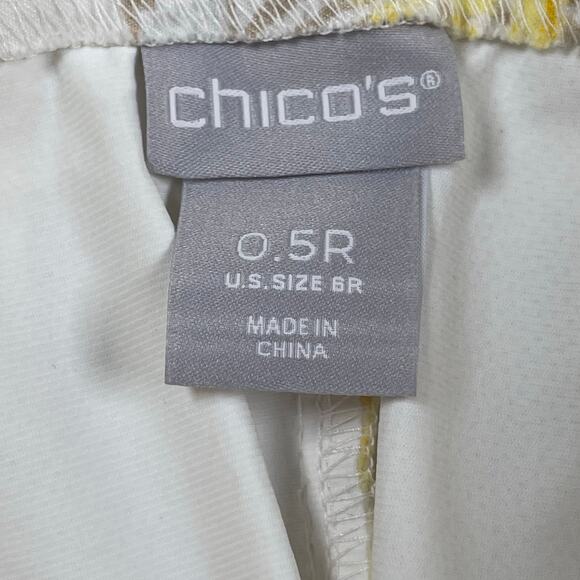 chico's®
0.5R
U.S. SIZE 6R
MADE IN
CHINA